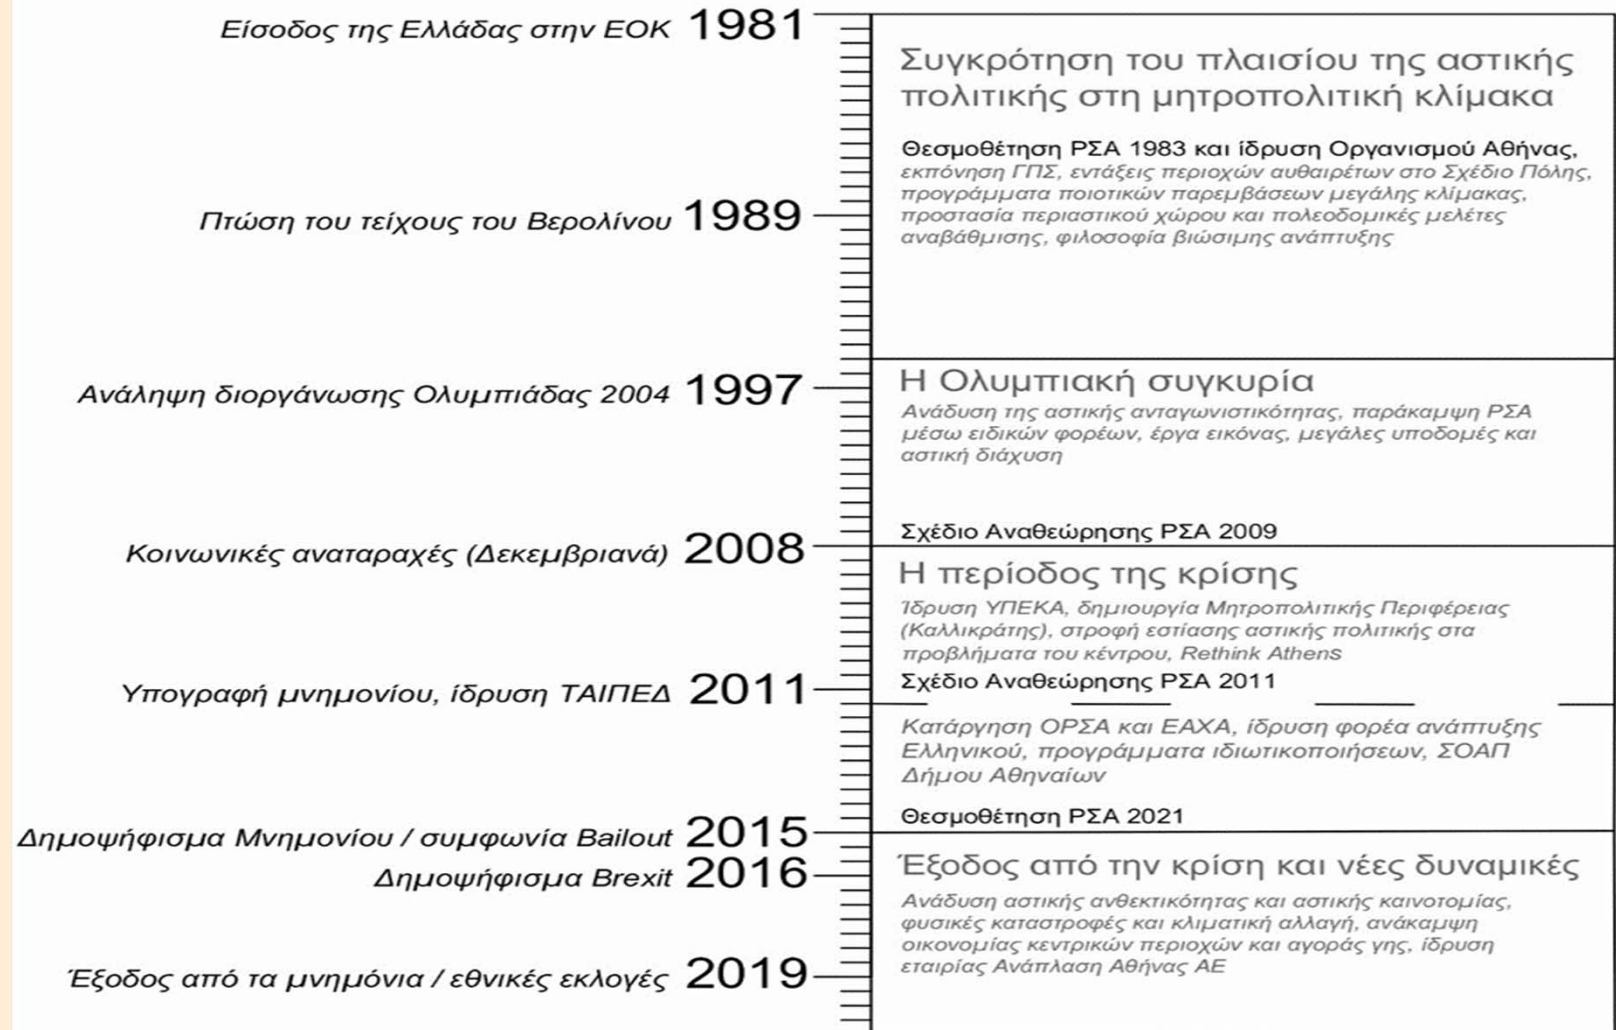 Είσοδος της Ελλάδας στην ΕΟΚ 1981
Συγκρότηση του πλαισίου της αστικής
πολιτικής στη μητροπολιτική κλίμακα
Θεσμοθέτηση ΡΣΑ 1983 και ίδρυση Οργανισμού Αθήνας,
εκπόνηση ΓΠΣ, εντάξεις περιοχών αυθαιρέτων στο Σχέδιο Πόλης,
προγράμματα ποιοτικών παρεμβάσεων μεγάλης κλίμακας,
προστασία περιαστικού χώρου και πολεοδομικές μελέτες
αναβάθμισης, φιλοσοφία βιώσιμης ανάπτυξης
Πτώση του τείχους του Βερολίνου 1989
Ανάληψη διοργάνωσης Ολυμπιάδας 2004 1997
Η Ολυμπιακή συγκυρία
Ανάδυση της αστικής ανταγωνιστικότητας, παράκαμψη ΡΣΑ
μέσω ειδικών φορέων, έργα εικόνας, μεγάλες υποδομές και
αστική διάχυση
Σχέδιο Αναθεώρησης ΡΣΑ 2009
Κοινωνικές αναταραχές (Δεκεμβριανά) 2008
Η περίοδος της κρίσης
Ίδρυση ΥΠΕΚΑ, δημιουργία Μητροπολιτικής Περιφέρειας
(Καλλικράτης), στροφή εστίασης αστικής πολιτικής στα
προβλήματα του κέντρου, Rethink Athens
Σχέδιο Αναθεώρησης ΡΣΑ 2011
Υπογραφή μνημονίου, ίδρυση ΤΑΙΠΕΔ 2011
Κατάργηση ΟΡΣΑ και ΕΑΧΑ, ίδρυση φορέα ανάπτυξης
Ελληνικού, προγράμματα ιδιωτικοποιήσεων, ΣΟΑΠ
Δήμου Αθηναίων
Θεσμοθέτηση ΡΣΑ 2021
Δημοψήφισμα Μνημονίου / συμφωνία Bailout 2015
Δημοψήφισμα Brexit 2016
Έξοδος από την κρίση και νέες δυναμικές
Ανάδυση αστικής ανθεκτικότητας και αστικής καινοτομίας,
φυσικές καταστροφές και κλιματική αλλαγή, ανάκαμψη
οικονομίας κεντρικών περιοχών και αγοράς γης, ίδρυση
εταιρίας Ανάπλαση Αθήνας ΑΕ
Έξοδος από τα μνημόνια / εθνικές εκλογές 2019